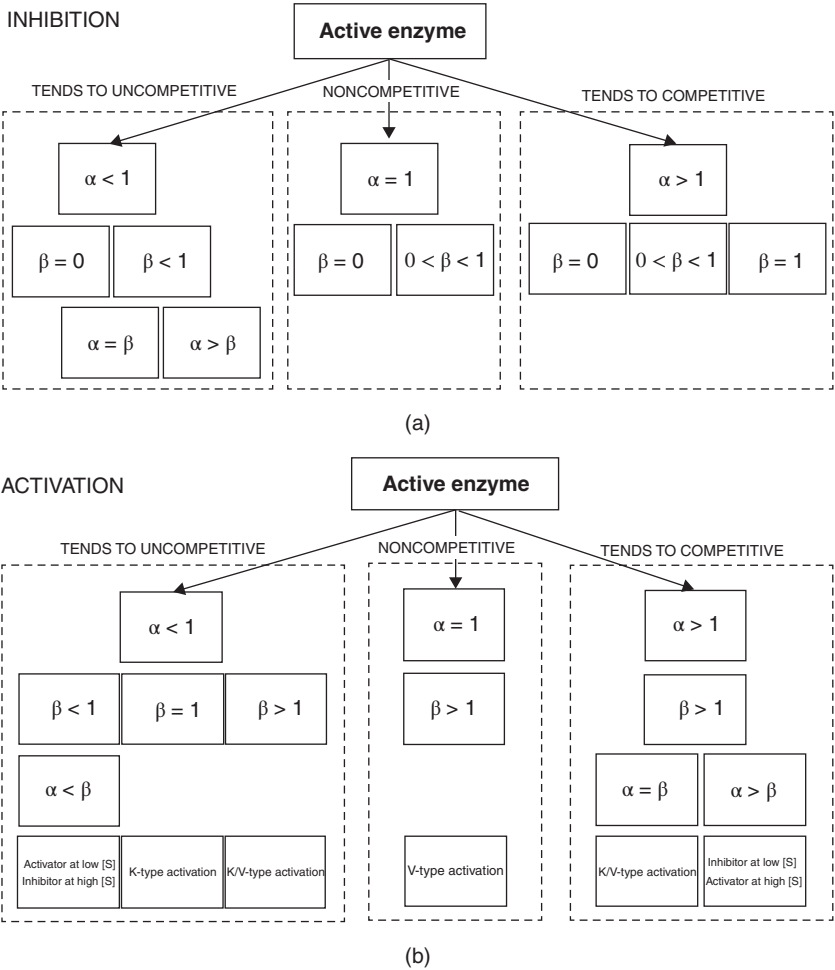 INHIBITION
Active enzyme
TENDS TO UNCOMPETITIVE
NONCOMPETITIVE
TENDS TO COMPETITIVE
α < 1
α = 1
α > 1
β = 0
β < 1
β = 0
0 < β < 1
β = 0
0 < β < 1
β = 1
α = β
α > β
(a)
ACTIVATION
Active enzyme
TENDS TO UNCOMPETITIVE
NONCOMPETITIVE
TENDS TO COMPETITIVE
α < 1
α = 1
α > 1
β < 1
β = 1
β > 1
β > 1
β > 1
α < β
α = β
α > β
Activator at low [S]
Inhibitor at high [S]
K-type activation
K/V-type activation
V-type activation
K/V-type activation
Inhibitor at low [S]
Activator at high [S]
(b)